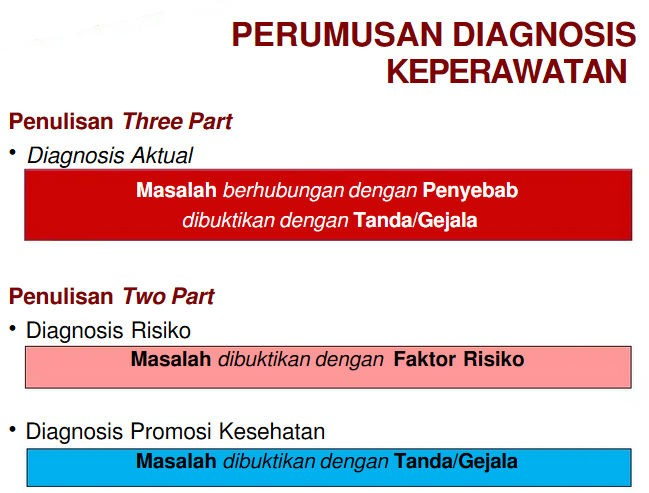 PERUMUSAN DIAGNOSIS
KEPERAWATAN
Penulisan Three Part
• Diagnosis Aktual
Masalah berhubungan dengan Penyebab
dibuktikan dengan Tanda/Gejala
Penulisan Two Part
• Diagnosis Risiko
Masalah dibuktikan dengan Faktor Risiko
• Diagnosis Promosi Kesehatan
Masalah dibuktikan dengan Tanda/Gejala